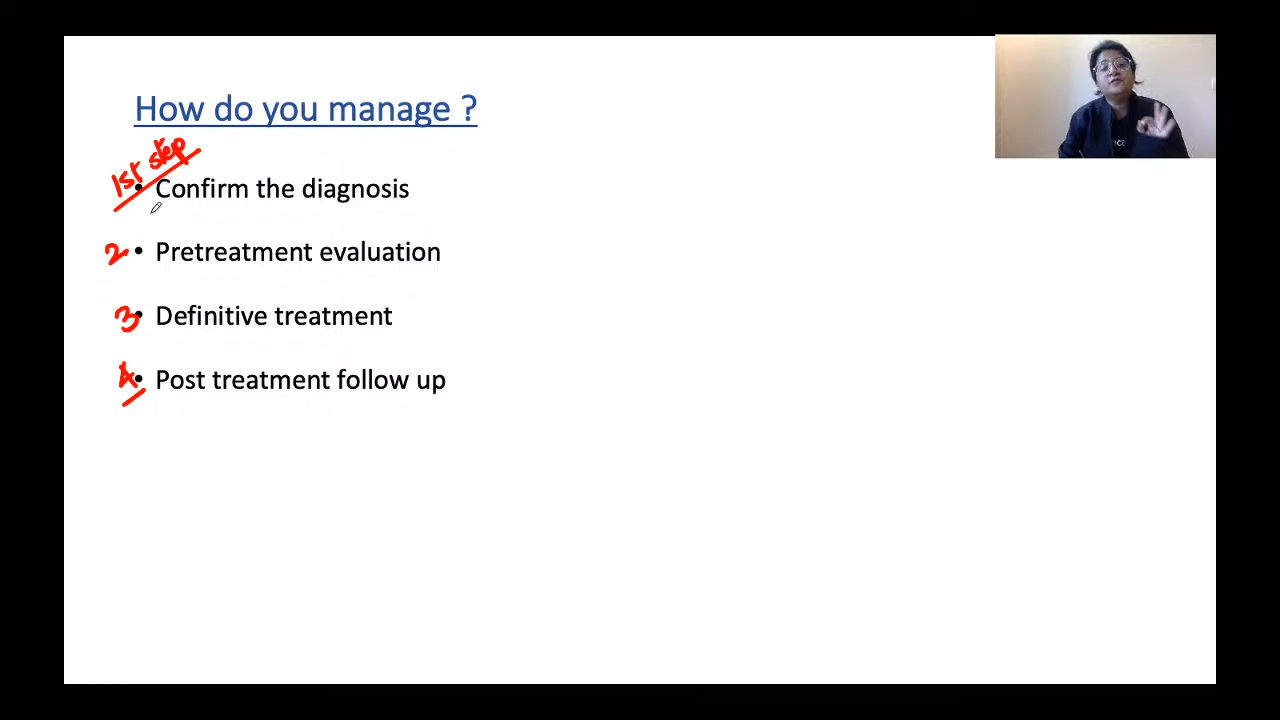 How do you manage ?
1st step
• Confirm the diagnosis
2 • Pretreatment evaluation
3 • Definitive treatment
4 • Post treatment follow up